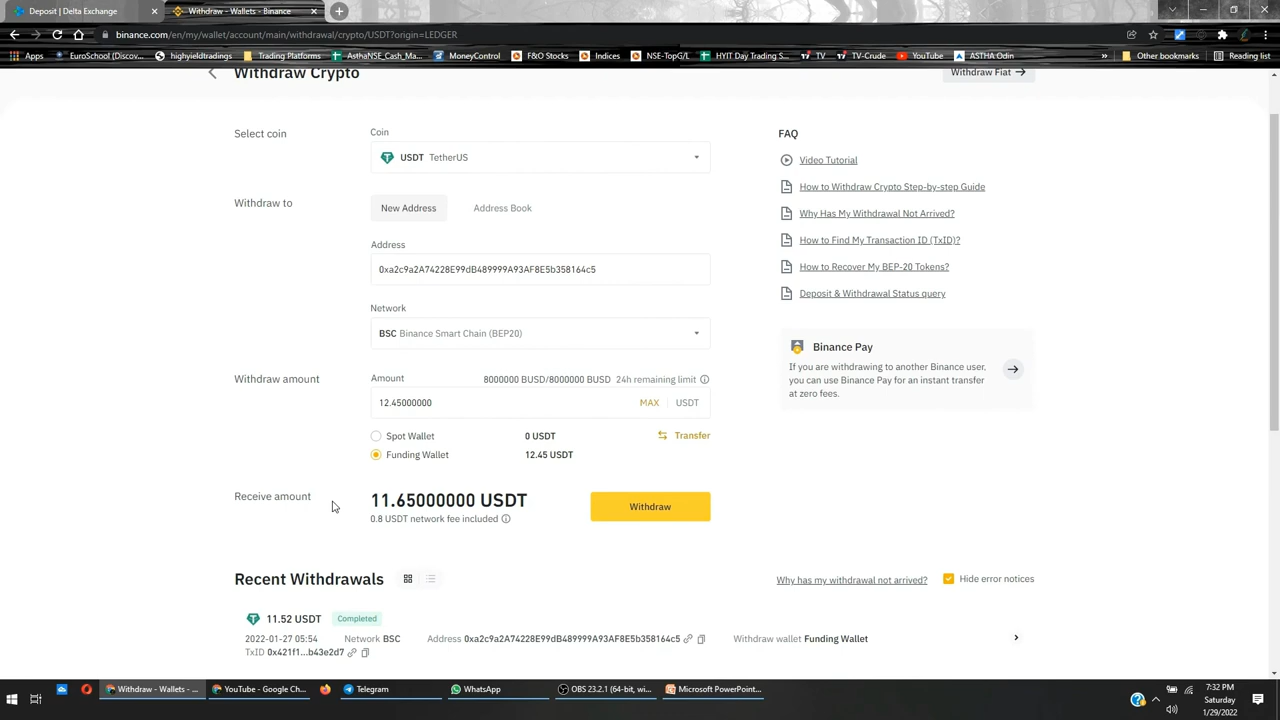 Deposit | Delta Exchange
Withdrawal - Wallets - Binance
binance.com/en/my/wallet/account/main/withdrawal/crypto/USDT?origin=LEDGER
Apps
EuroSchool (Discov...
highyieldtrading
Trading Platforms
AsthaNSE_Cash_Ma...
MoneyControl
F&O Stocks
Indices
NSE-TopG/L
HYIT Day Trading S...
TV
TV-Crude
YouTube
ASTHA Odin
»
Other bookmarks
Reading list
Withdraw Crypto
Withdraw Fiat
Select coin
Coin
USDT TetherUS
Withdraw to
New Address
Address Book
Address
0xa2c9a2A74228E99dB489999A93AF8E5b358164c5
Network
BSC Binance Smart Chain (BEP20)
Withdraw amount
Amount
8000000 BUSD/8000000 BUSD 24h remaining limit
12.45000000
MAX
USDT
Spot Wallet
0 USDT
Transfer
Funding Wallet
12.45 USDT
Receive amount
11.65000000 USDT
0.8 USDT network fee included
Withdraw
FAQ
Video Tutorial
How to Withdraw Crypto Step-by-step Guide
Why Has My Withdrawal Not Arrived?
How to Find My Transaction ID (TxID)?
How to Recover My BEP-20 Tokens?
Deposit & Withdrawal Status query
Binance Pay
If you are withdrawing to another Binance user,
you can use Binance Pay for an instant transfer
at zero fees.
Recent Withdrawals
Why has my withdrawal not arrived?
Hide error notices
11.52 USDT
Completed
2022-01-27 05:54
Network BSC
Address 0xa2c9a2A74228E99dB489999A93AF8E5b358164c5
Withdraw wallet Funding Wallet
TxID 0x421f1...b43e2d7
Withdrawal - Wallets - ...
YouTube - Google Ch...
Telegram
WhatsApp
OBS 23.2.1 (64-bit, wi...
Microsoft PowerPoint...
7:32 PM
Saturday
1/29/2022